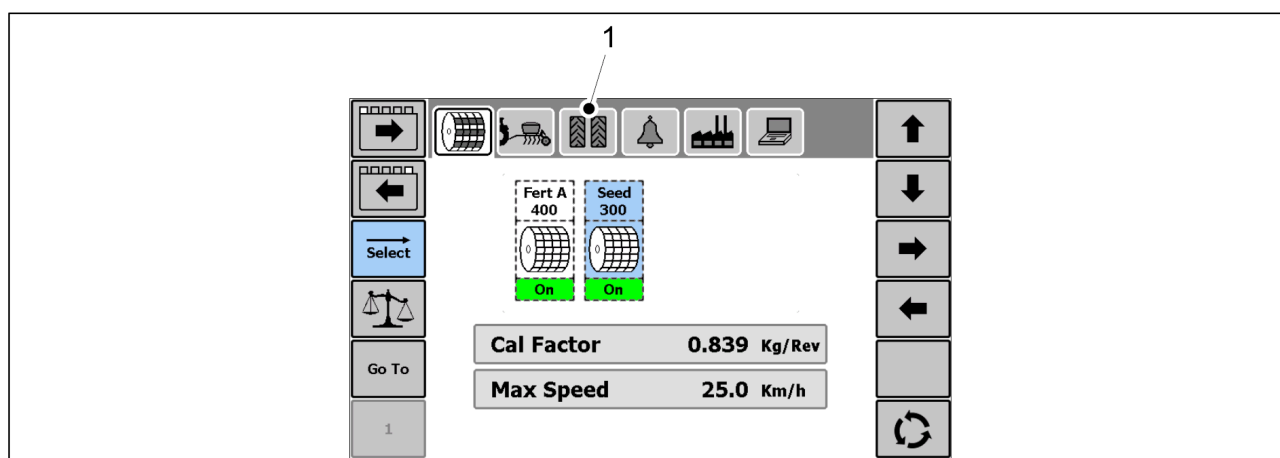 1
Fert A
400
Seed
300
Select
On
On
Cal Factor 0.839 Kg/Rev
Max Speed 25.0 Km/h
Go To
1